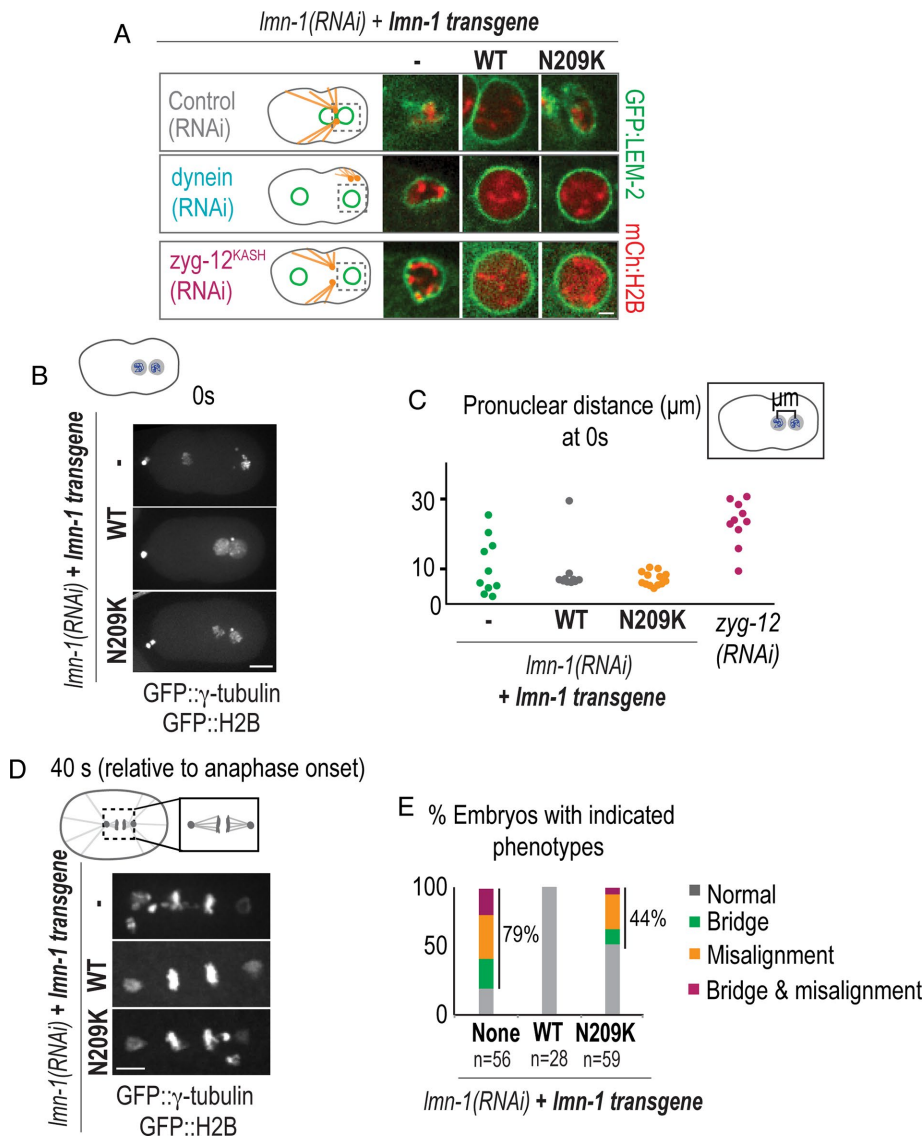 A
lmn-1(RNAi) + lmn-1 transgene
- WT N209K
Control
(RNAi)
dynein
(RNAi)
zyg-12KASH
(RNAi)
GFP:LEM-2
mCh:H2B
B
0s
lmn-1(RNAi) + lmn-1 transgene
-
WT
N209K
GFP::γ-tubulin
GFP::H2B
C
Pronuclear distance (µm)
at 0s
µm
30
10
0
- WT N209K
zyg-12
(RNAi)
lmn-1(RNAi)
+ lmn-1 transgene
D
40 s (relative to anaphase onset)
lmn-1(RNAi) + lmn-1 transgene
-
WT
N209K
GFP::γ-tubulin
GFP::H2B
E
% Embryos with indicated
phenotypes
100
50
0
79%
44%
Normal
Bridge
Misalignment
Bridge & misalignment
None WT N209K
n=56 n=28 n=59
lmn-1(RNAi) + lmn-1 transgene